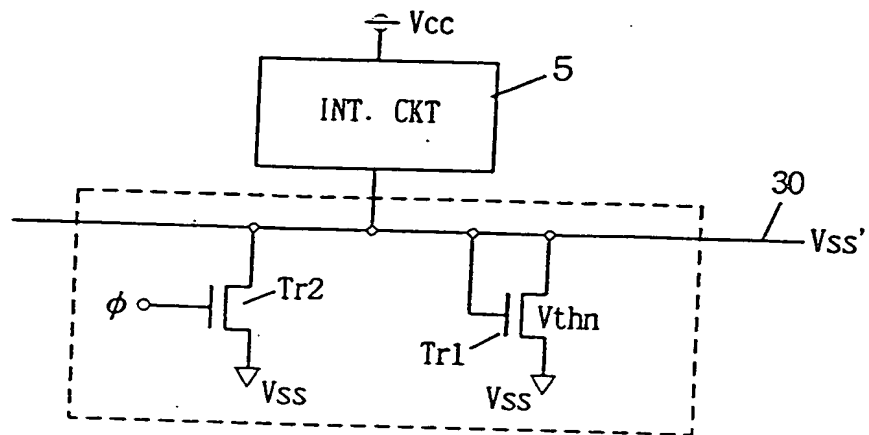 Vcc
5
INT. CKT
30
Vss'
φ
Tr2
Vthn
Tr1
Vss
Vss